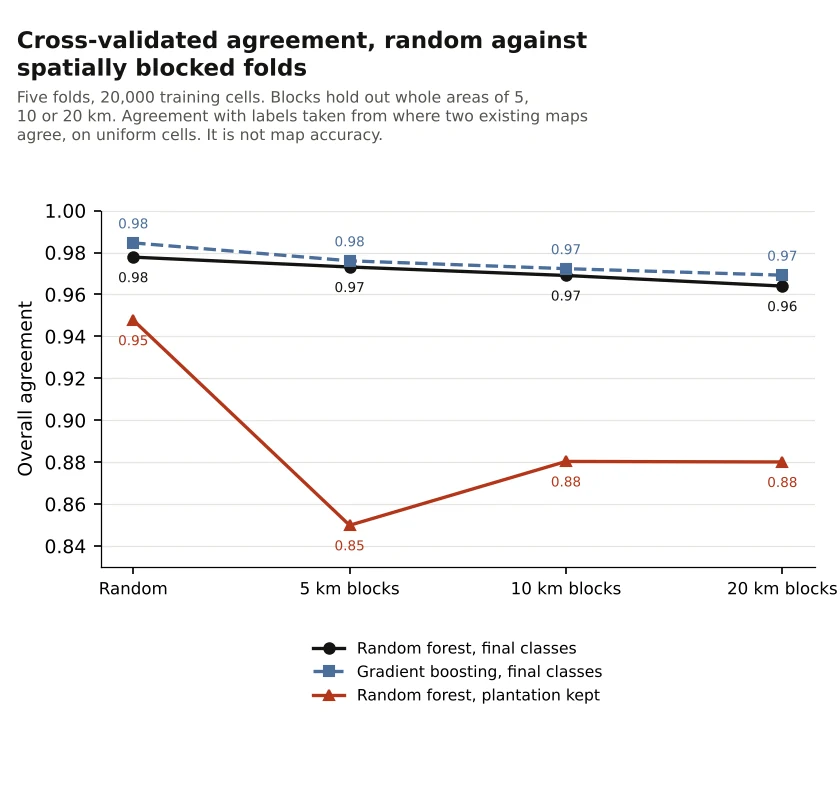 Cross-validated agreement, random against
spatially blocked folds
Five folds, 20,000 training cells. Blocks hold out whole areas of 5,
10 or 20 km. Agreement with labels taken from where two existing maps
agree, on uniform cells. It is not map accuracy.
Overall agreement
1.00
0.98
0.96
0.94
0.92
0.90
0.88
0.86
0.84
0.98
0.98
0.97
0.97
0.98
0.97
0.97
0.96
0.95
0.85
0.88
0.88
Random
5 km blocks
10 km blocks
20 km blocks
Random forest, final classes
Gradient boosting, final classes
Random forest, plantation kept